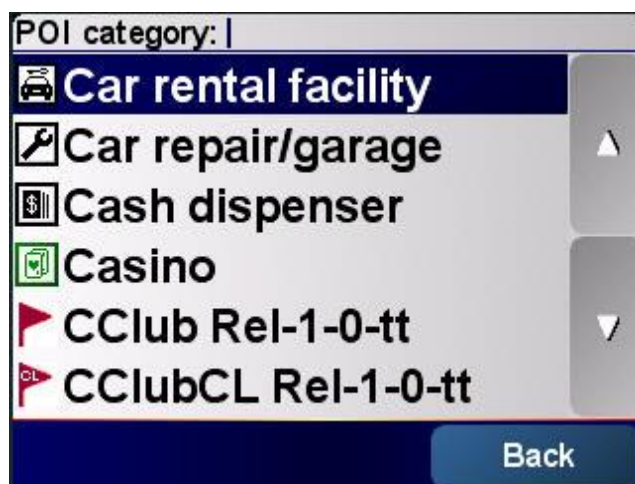 POI category:
Car rental facility
Car repair/garage
Cash dispenser
Casino
CClub Rel-1-0-tt
CL CClubCL Rel-1-0-tt
Back